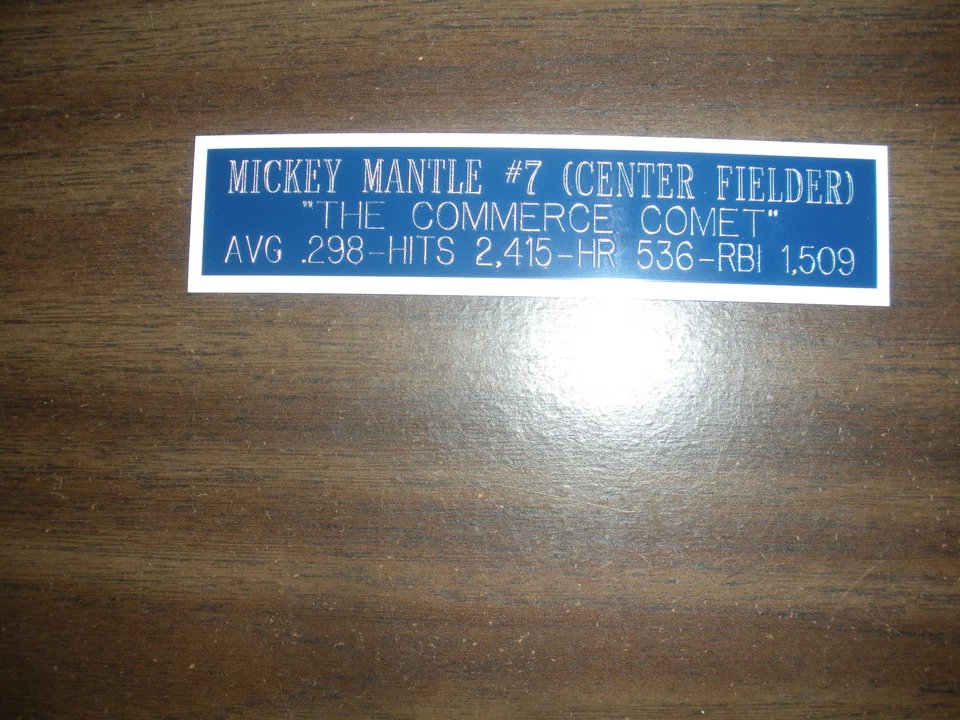 MICKEY MANTLE #7 (CENTER FIELDER)
"THE COMMERCE COMET"
AVG .298-HITS 2,415-HR 536-RBI 1,509